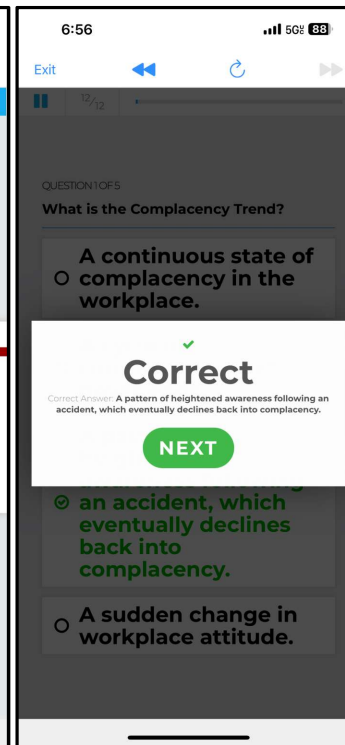 6:56
5G 88
Exit
12/12
QUESTION 1 OF 5
What is the Complacency Trend?
A continuous state of
complacency in the
workplace.
Correct
Correct Answer: A pattern of heightened awareness following an
accident, which eventually declines back into complacency.
NEXT
an accident, which
eventually declines
back into
complacency.
A sudden change in
workplace attitude.